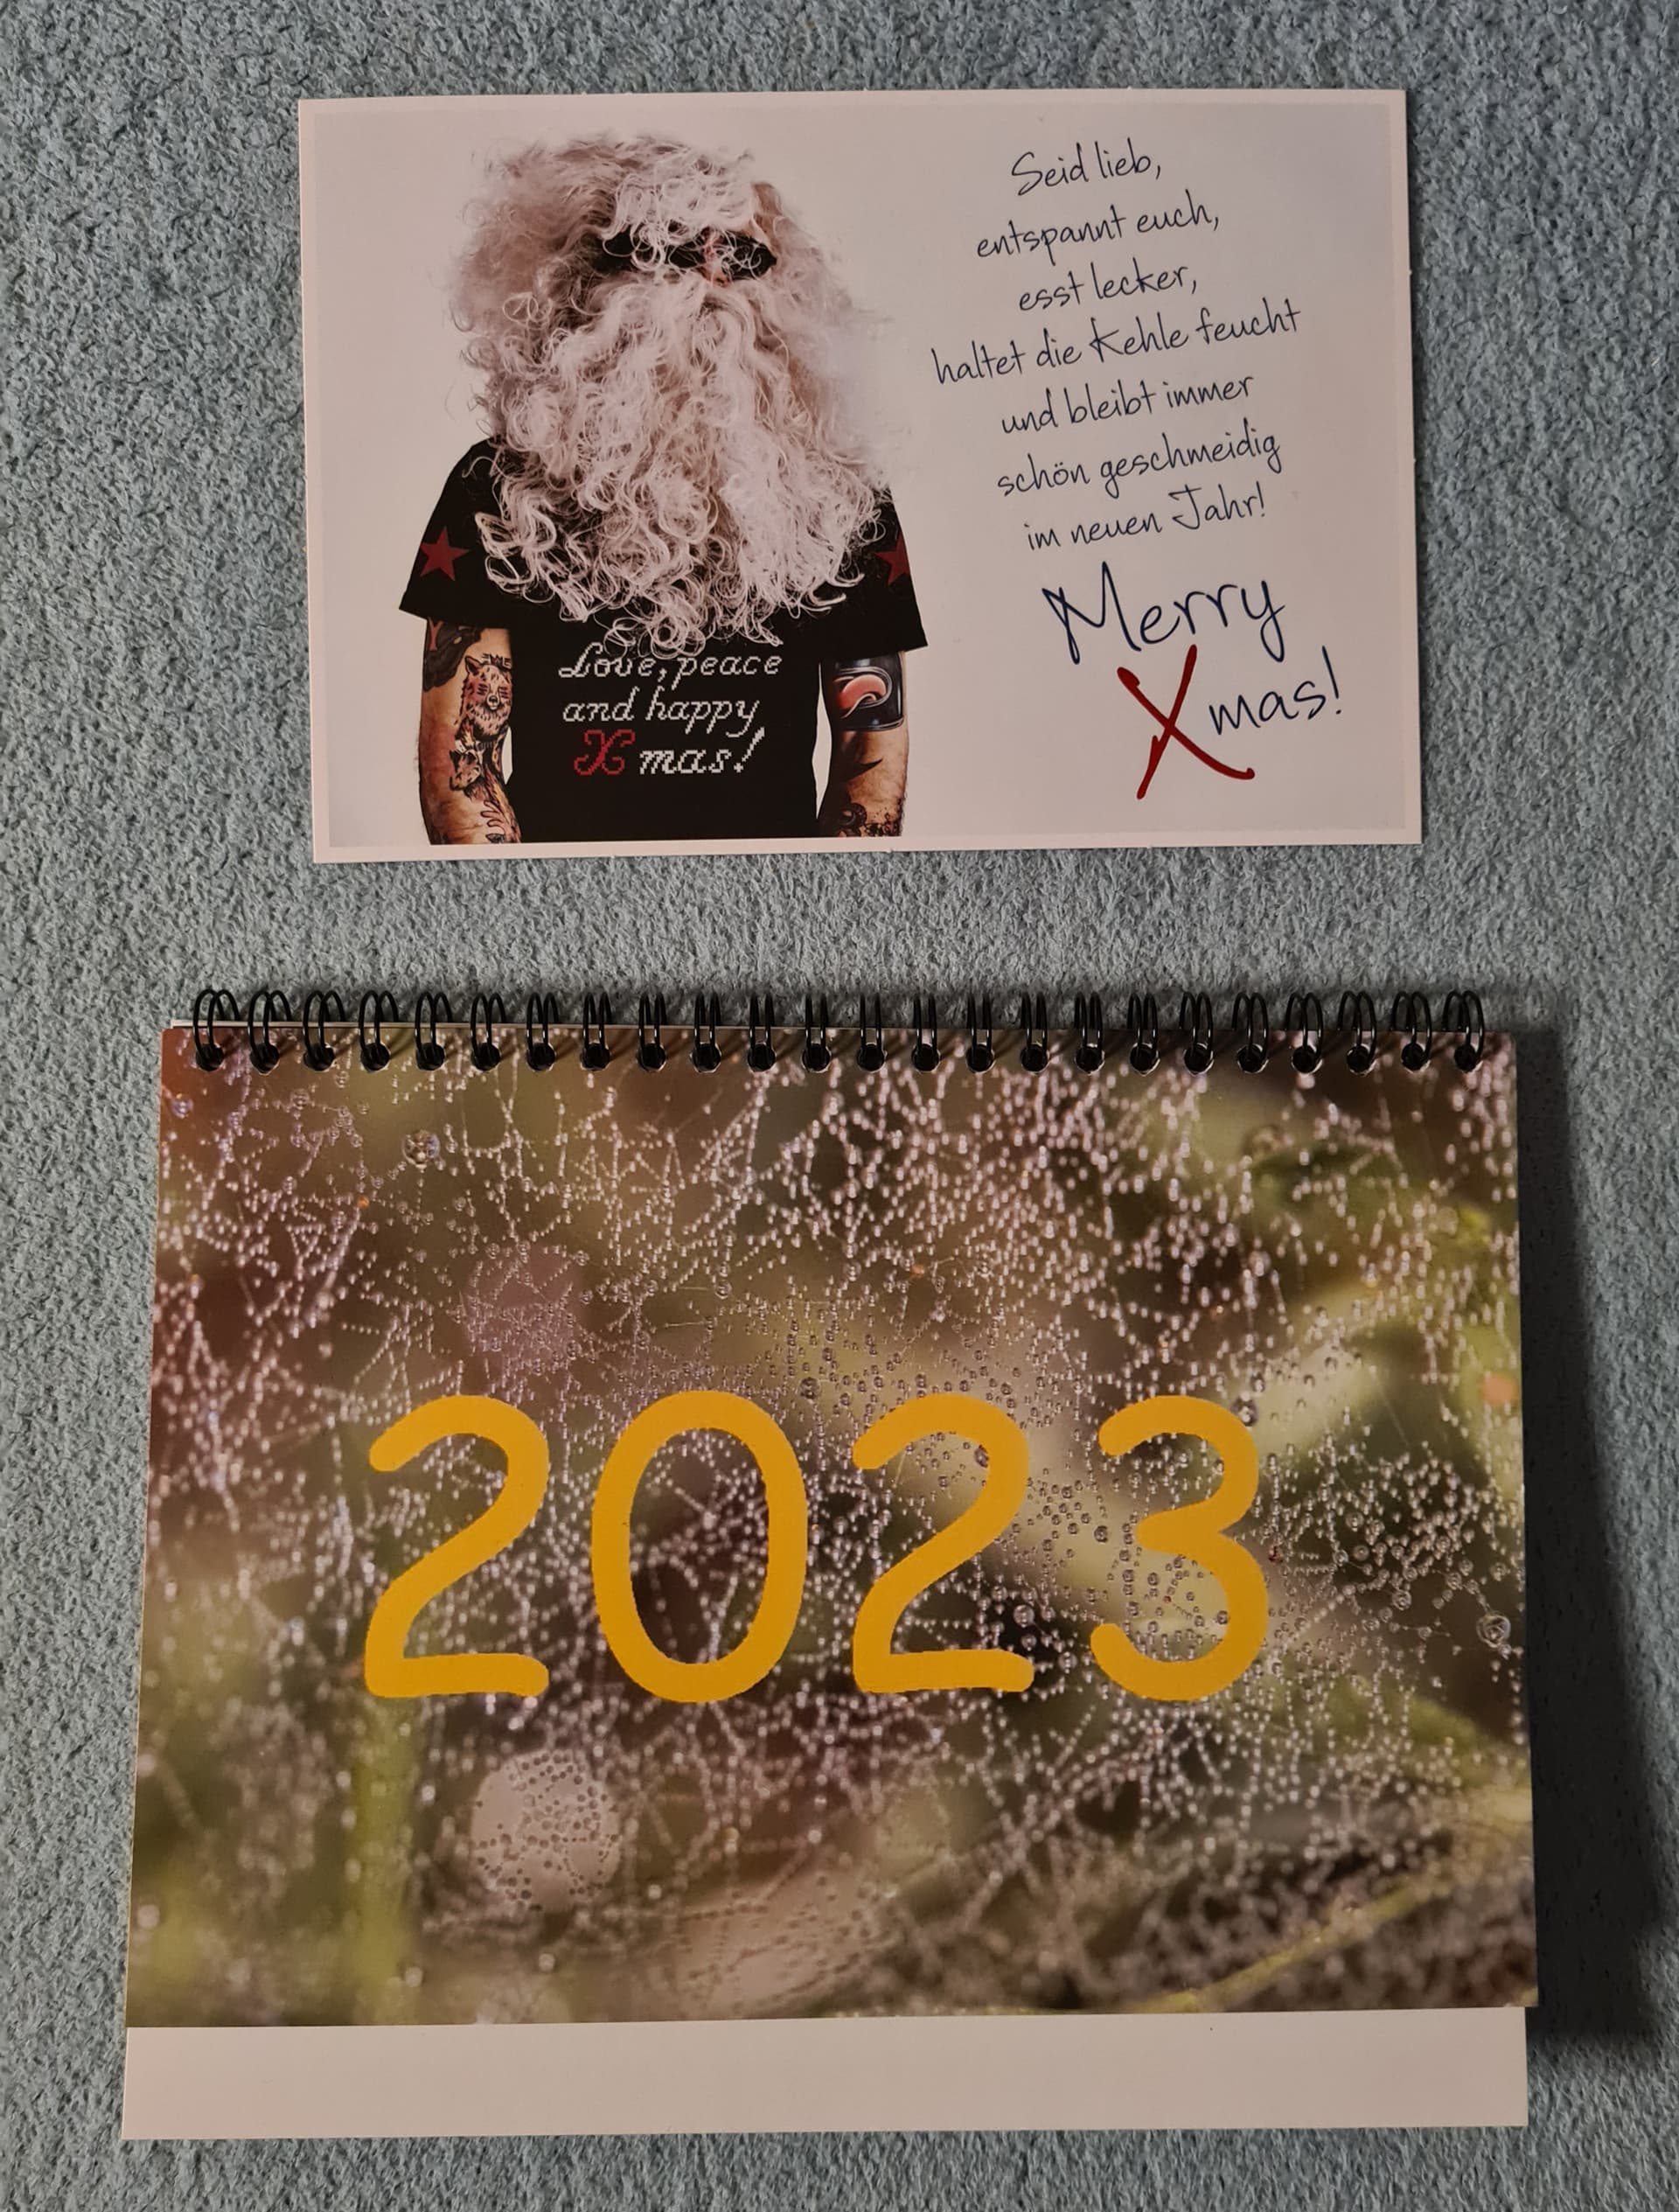 Seid lieb,
entspannt euch,
esst lecker,
haltet die Kehle feucht
und bleibt immer
schön geschmeidig
im neuen Jahr!
Merry
Xmas!
Love, peace
and happy
X mas!
2023